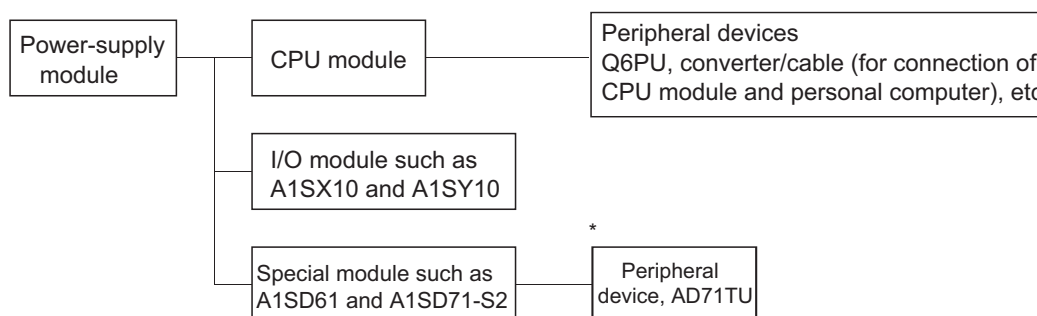 Power-supply
module
CPU module
Peripheral devices
Q6PU, converter/cable (for connection of
CPU module and personal computer), etc
I/O module such as
A1SX10 and A1SY10
*
Special module such as
A1SD61 and A1SD71-S2
Peripheral
device, AD71TU